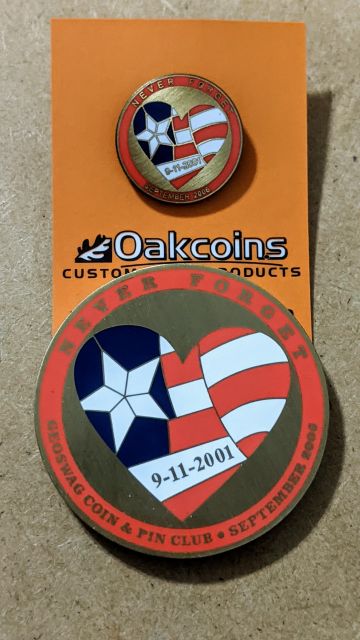 NEVER FORGET
9-11-2001
SEPTEMBER 2006
Oakcoins
CUSTOM PRODUCTS
NEVER FORGET
9-11-2001
GEOSWAG COIN & PIN CLUB • SEPTEMBER 2006